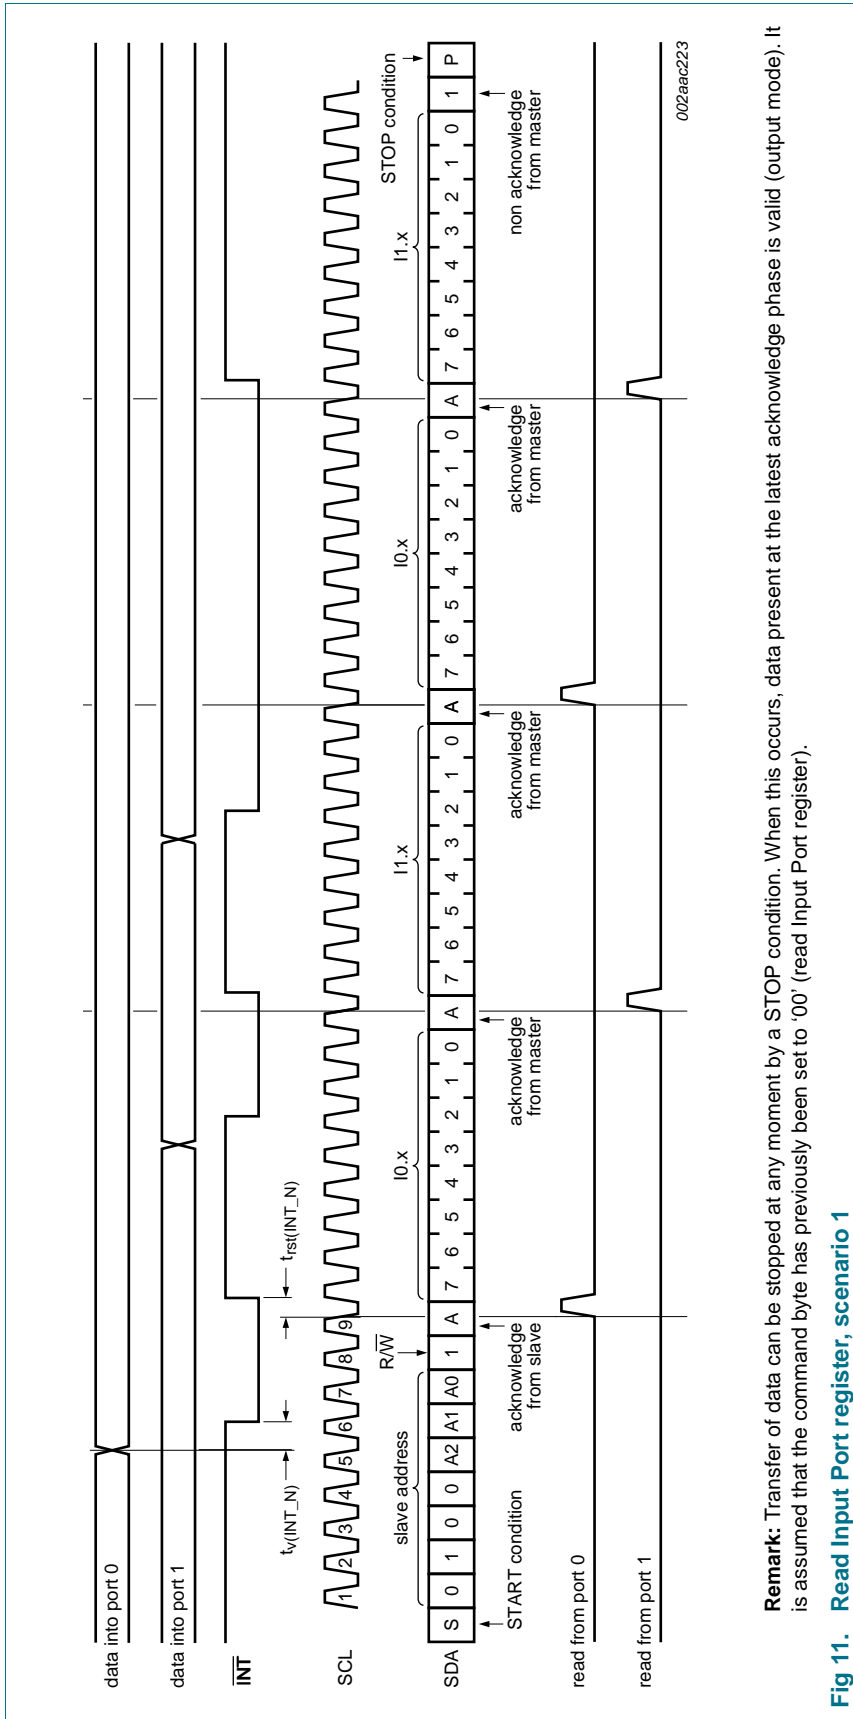 data into port 0
data into port 1
INT
tv(INT_N)
trst(INT_N)
SCL
1 2 3 4 5 6 7 8 9
slave address
R/W
I0.x
I1.x
I0.x
I1.x
STOP condition
SDA
S 0 1 0 0 A2 A1 A0 1 A 7 6 5 4 3 2 1 0 A 7 6 5 4 3 2 1 0 A 7 6 5 4 3 2 1 0 A 7 6 5 4 3 2 1 0 1 P
START condition
acknowledge
from slave
acknowledge
from master
acknowledge
from master
acknowledge
from master
non acknowledge
from master
read from port 0
read from port 1
002aac223
Remark: Transfer of data can be stopped at any moment by a STOP condition. When this occurs, data present at the latest acknowledge phase is valid (output mode). It
is assumed that the command byte has previously been set to ‘00’ (read Input Port register).
Fig 11. Read Input Port register, scenario 1